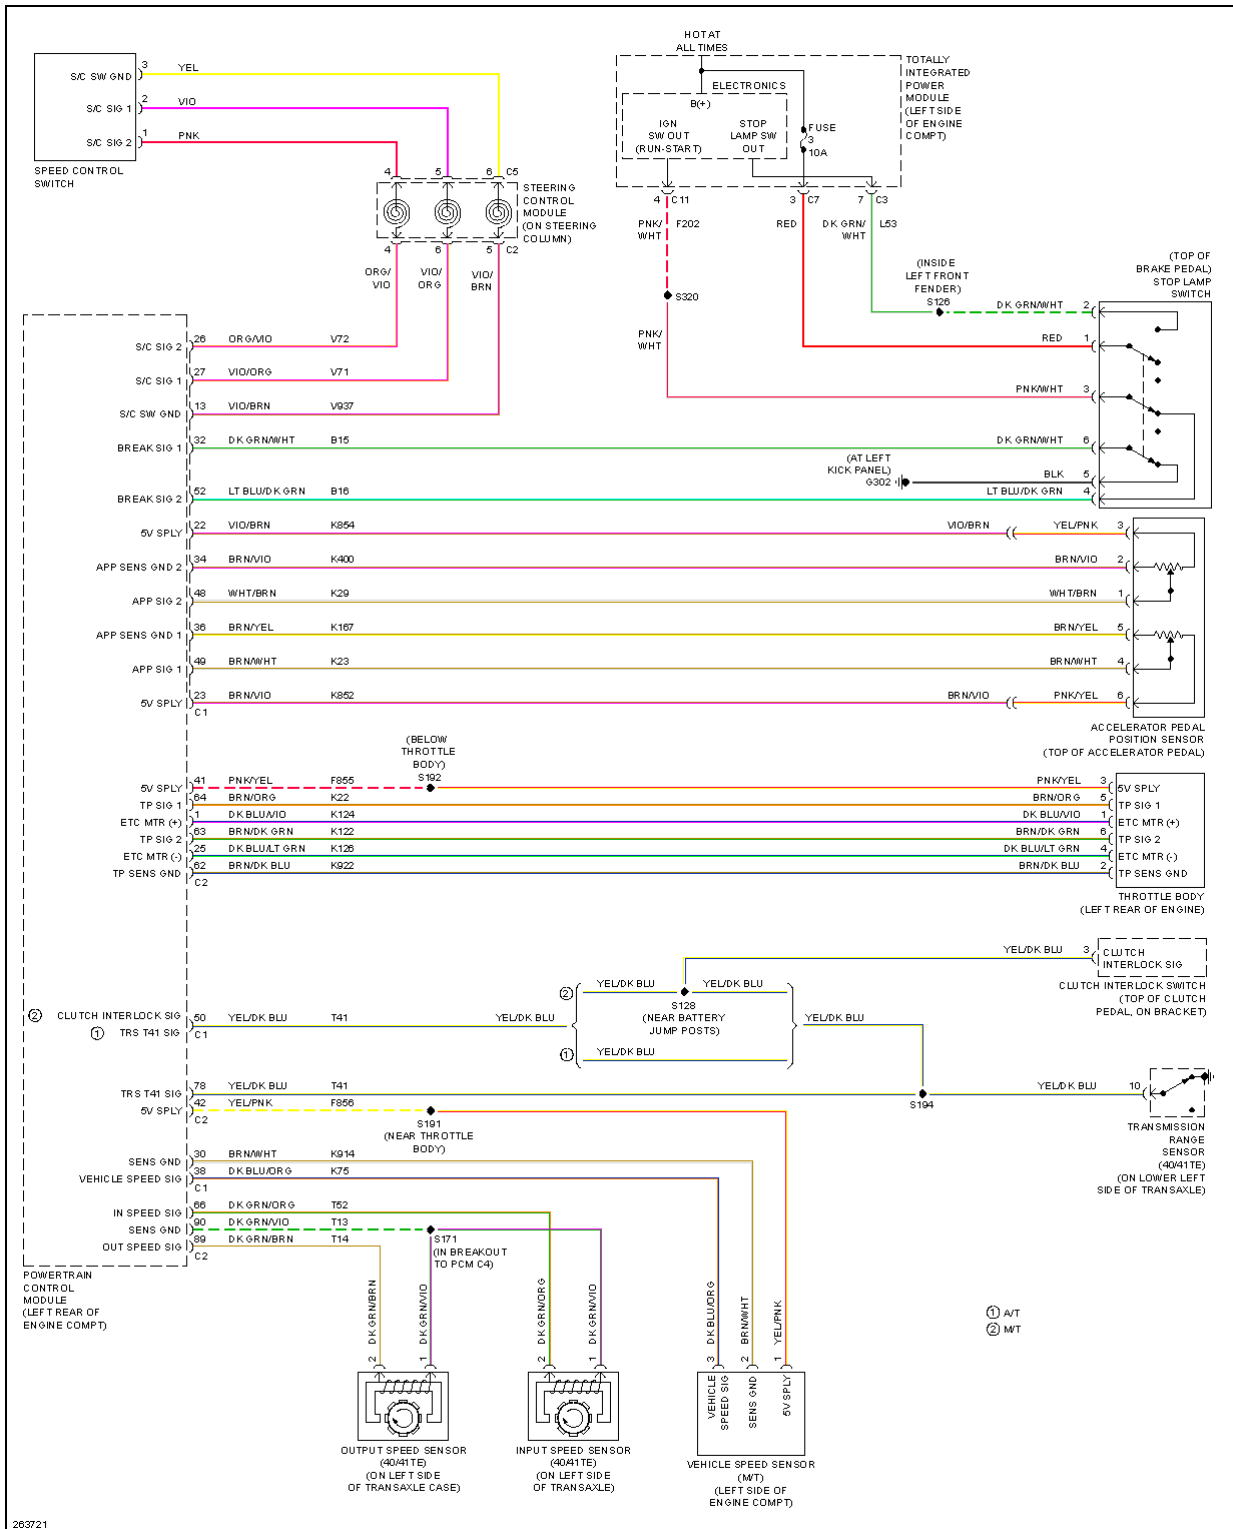 HOT AT
ALL TIMES
TOTALLY
INTEGRATED
POWER
MODULE
(LEFT SIDE
OF ENGINE
COMPT)
ELECTRONICS
B(+)
IGN
SW OUT
(RUN-START)
STOP
LAMP SW
OUT
FUSE
3
10A
4 C11
3 C7
7 C3
PNK/
WHT
F202
RED
DK GRN/
WHT
L53
S/C SW GND
3 YEL
S/C SIG 1
2 VIO
S/C SIG 2
1 PNK
SPEED CONTROL
SWITCH
4 5 6 C5
STEERING
CONTROL
MODULE
(ON STEERING
COLUMN)
4 6 5 C2
ORG/
VIO
VIO/
ORG
VIO/
BRN
S320
PNK/
WHT
(INSIDE
LEFT FRONT
FENDER)
S126
(TOP OF
BRAKE PEDAL)
STOP LAMP
SWITCH
DK GRN/WHT 2
RED 1
PNK/WHT 3
DK GRN/WHT 6
(AT LEFT
KICK PANEL)
G302
BLK 5
LT BLU/DK GRN 4
S/C SIG 2 26 ORG/VIO V72
S/C SIG 1 27 VIO/ORG V71
S/C SW GND 13 VIO/BRN V937
BREAK SIG 1 32 DK GRN/WHT B15
BREAK SIG 2 52 LT BLU/DK GRN B16
5V SPLY 22 VIO/BRN K854 VIO/BRN YEL/PNK 3
APP SENS GND 2 34 BRN/VIO K400 BRN/VIO 2
APP SIG 2 48 WHT/BRN K29 WHT/BRN 1
APP SENS GND 1 36 BRN/YEL K167 BRN/YEL 5
APP SIG 1 49 BRN/WHT K23 BRN/WHT 4
5V SPLY 23 BRN/VIO K852 BRN/VIO PNK/YEL 6
C1
ACCELERATOR PEDAL
POSITION SENSOR
(TOP OF ACCELERATOR PEDAL)
(BELOW
THROTTLE
BODY)
S192
5V SPLY 41 PNK/YEL F855 PNK/YEL 3 5V SPLY
TP SIG 1 64 BRN/ORG K22 BRN/ORG 5 TP SIG 1
ETC MTR (+) 1 DK BLU/VIO K124 DK BLU/VIO 1 ETC MTR (+)
TP SIG 2 63 BRN/DK GRN K122 BRN/DK GRN 6 TP SIG 2
ETC MTR (-) 25 DK BLU/LT GRN K126 DK BLU/LT GRN 4 ETC MTR (-)
TP SENS GND 62 BRN/DK BLU K922 BRN/DK BLU 2 TP SENS GND
C2
THROTTLE BODY
(LEFT REAR OF ENGINE)
YEL/DK BLU 3 CLUTCH
INTERLOCK SIG
CLUTCH INTERLOCK SWITCH
(TOP OF CLUTCH
PEDAL, ON BRACKET)
② YEL/DK BLU YEL/DK BLU
S128
(NEAR BATTERY
JUMP POSTS)
① YEL/DK BLU
② CLUTCH INTERLOCK SIG 50 YEL/DK BLU T41 YEL/DK BLU YEL/DK BLU
① TRS T41 SIG C1
TRS T41 SIG 78 YEL/DK BLU T41 YEL/DK BLU 10
S194
5V SPLY 42 YEL/PNK F856
C2
S191
(NEAR THROTTLE
BODY)
TRANSMISSION
RANGE
SENSOR
(40/41TE)
(ON LOWER LEFT
SIDE OF TRANSAXLE)
SENS GND 30 BRN/WHT K914
VEHICLE SPEED SIG 38 DK BLU/ORG K75
C1
IN SPEED SIG 66 DK GRN/ORG T52
SENS GND 90 DK GRN/VIO T13
OUT SPEED SIG 89 DK GRN/BRN T14
C2
S171
(IN BREAKOUT
TO PCM C4)
POWERTRAIN
CONTROL
MODULE
(LEFT REAR OF
ENGINE COMPT)
DK GRN/BRN
DK GRN/VIO
DK GRN/ORG
DK GRN/VIO
DK BLU/ORG
BRN/WHT
YEL/PNK
2 1 2 1 3 2 1
① A/T
② M/T
VEHICLE
SPEED SIG
SENS GND
5V SPLY
OUTPUT SPEED SENSOR
(40/41TE)
(ON LEFT SIDE
OF TRANSAXLE CASE)
INPUT SPEED SENSOR
(40/41TE)
(ON LEFT SIDE
OF TRANSAXLE)
VEHICLE SPEED SENSOR
(M/T)
(LEFT SIDE OF
ENGINE COMPT)
263721